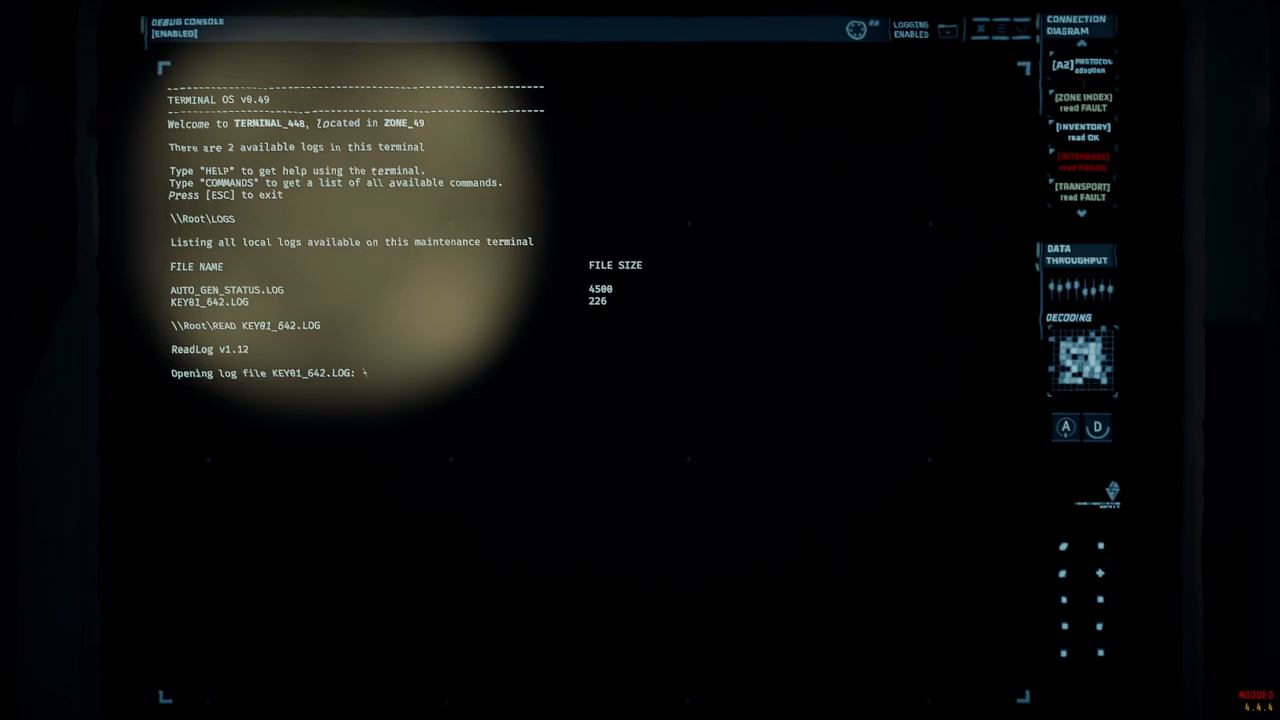 DEBUG CONSOLE
[ENABLED]
LOGGING
ENABLED
CONNECTION
DIAGRAM
------------------------------------------------------------
TERMINAL OS v0.49
------------------------------------------------------------
Welcome to TERMINAL_448, located in ZONE_49
There are 2 available logs in this terminal
Type "HELP" to get help using the terminal.
Type "COMMANDS" to get a list of all available commands.
Press [ESC] to exit
\\Root\LOGS
Listing all local logs available on this maintenance terminal
FILE NAME FILE SIZE
AUTO_GEN_STATUS.LOG 4500
KEY01_642.LOG 226
\\Root\READ KEY01_642.LOG
ReadLog v1.12
Opening log file KEY01_642.LOG:
[A2] PROTOCOL
adaption
[ZONE INDEX]
read FAULT
[INVENTORY]
read OK
read
[TRANSPORT]
read FAULT
DATA
THROUGHPUT
DECODING
A D
MODDED
4.4.4